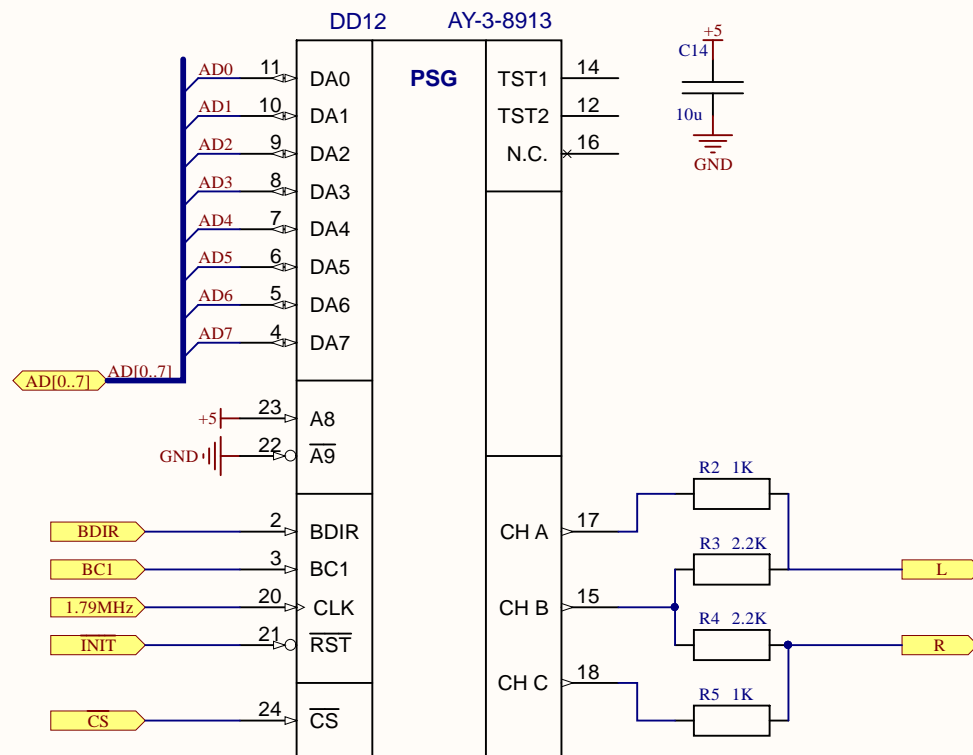 DD12 AY-3-8913
PSG
AD0 11 DA0
AD1 10 DA1
AD2 9 DA2
AD3 8 DA3
AD4 7 DA4
AD5 6 DA5
AD6 5 DA6
AD7 4 DA7
AD[0..7] AD[0..7]
+5 23 A8
GND 22 A9
BDIR 2 BDIR
BC1 3 BC1
1.79MHz 20 CLK
INIT 21 RST
CS 24 CS
TST1 14
TST2 12
N.C. 16
CH A 17
CH B 15
CH C 18
+5
C14
10u
GND
R2 1K
R3 2.2K
L
R4 2.2K
R
R5 1K